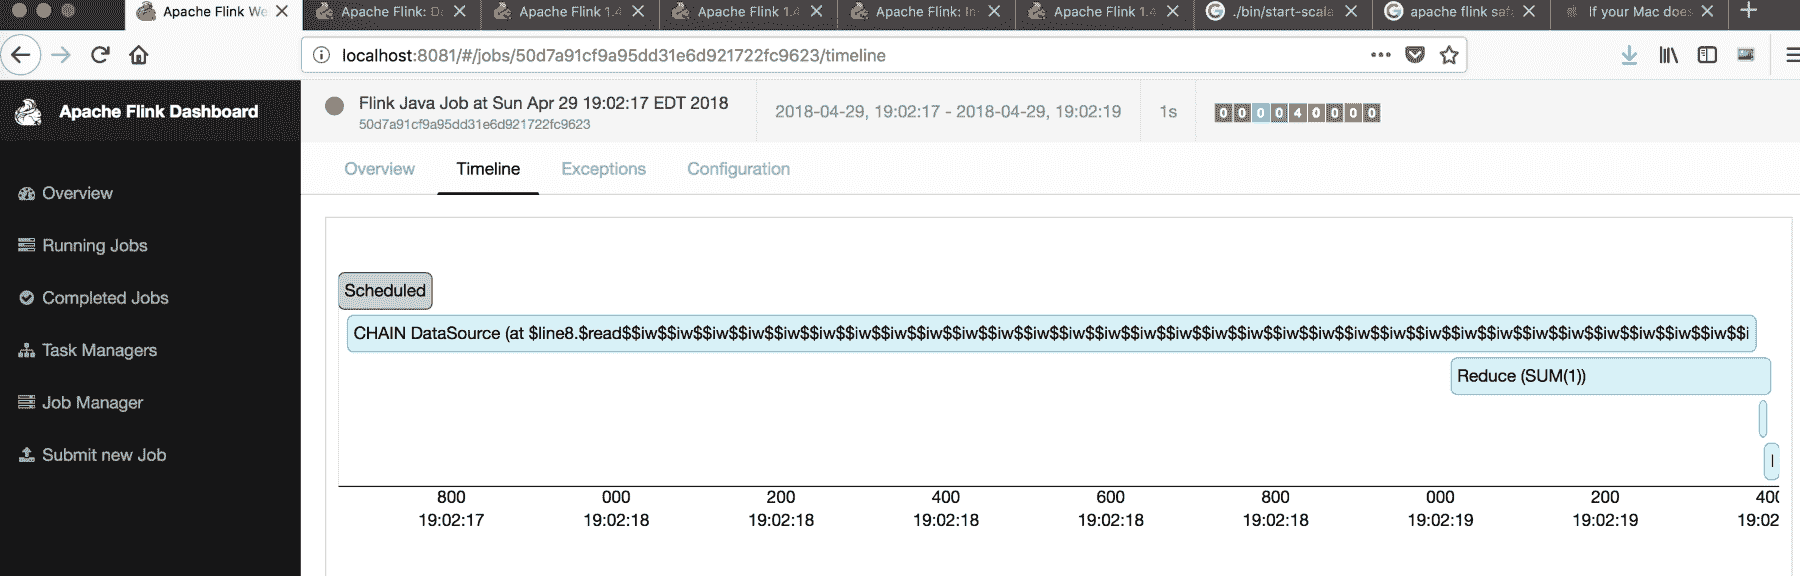 Apache Flink We
Apache Flink: D
Apache Flink 1.4
Apache Flink 1.4
Apache Flink: In
Apache Flink 1.4
./bin/start-scala
apache flink saf
If your Mac does
localhost:8081/#/jobs/50d7a91cf9a95dd31e6d921722fc9623/timeline
Apache Flink Dashboard
Flink Java Job at Sun Apr 29 19:02:17 EDT 2018
50d7a91cf9a95dd31e6d921722fc9623
2018-04-29, 19:02:17 - 2018-04-29, 19:02:19
1s
0 0 0 0 4 0 0 0 0
Overview
Running Jobs
Completed Jobs
Task Managers
Job Manager
Submit new Job
Overview Timeline Exceptions Configuration
Scheduled
CHAIN DataSource (at $line8.$read$$iw$$iw$$iw$$iw$$iw$$iw$$iw$$iw$$iw$$iw$$iw$$iw$$iw$$iw$$iw$$iw$$iw$$iw$$iw$$iw$$iw$$iw$$iw$$iw$$iw$$iw$$iw$$iw$$iw$$iw$$i
Reduce (SUM(1))
800 000 200 400 600 800 000 200 400
19:02:17 19:02:18 19:02:18 19:02:18 19:02:18 19:02:18 19:02:19 19:02:19 19:02